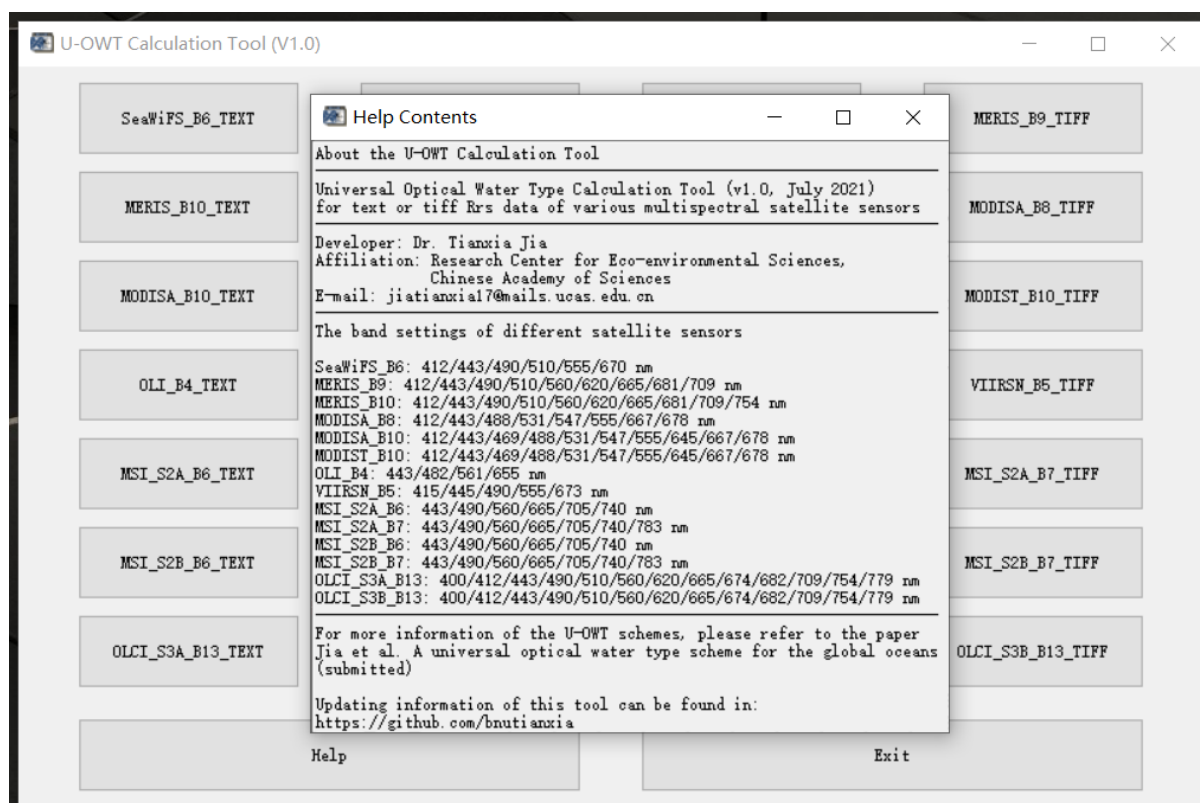 U-OWT Calculation Tool (V1.0)
SeaWiFS_B6_TEXT
MERIS_B9_TIFF
MERIS_B10_TEXT
MODISA_B8_TIFF
MODISA_B10_TEXT
MODIST_B10_TIFF
OLI_B4_TEXT
VIIRSN_B5_TIFF
MSI_S2A_B6_TEXT
MSI_S2A_B7_TIFF
MSI_S2B_B6_TEXT
MSI_S2B_B7_TIFF
OLCI_S3A_B13_TEXT
OLCI_S3B_B13_TIFF
Help
Exit
Help Contents
About the U-OWT Calculation Tool
Universal Optical Water Type Calculation Tool (v1.0, July 2021)
for text or tiff Rrs data of various multispectral satellite sensors
Developer: Dr. Tianxia Jia
Affiliation: Research Center for Eco-environmental Sciences,
Chinese Academy of Sciences
E-mail: jiatianxia17@mails.ucas.edu.cn
The band settings of different satellite sensors
SeaWiFS_B6: 412/443/490/510/555/670 nm
MERIS_B9: 412/443/490/510/560/620/665/681/709 nm
MERIS_B10: 412/443/490/510/560/620/665/681/709/754 nm
MODISA_B8: 412/443/488/531/547/555/667/678 nm
MODISA_B10: 412/443/469/488/531/547/555/645/667/678 nm
MODIST_B10: 412/443/469/488/531/547/555/645/667/678 nm
OLI_B4: 443/482/561/655 nm
VIIRSN_B5: 415/445/490/555/673 nm
MSI_S2A_B6: 443/490/560/665/705/740 nm
MSI_S2A_B7: 443/490/560/665/705/740/783 nm
MSI_S2B_B6: 443/490/560/665/705/740 nm
MSI_S2B_B7: 443/490/560/665/705/740/783 nm
OLCI_S3A_B13: 400/412/443/490/510/560/620/665/674/682/709/754/779 nm
OLCI_S3B_B13: 400/412/443/490/510/560/620/665/674/682/709/754/779 nm
For more information of the U-OWT schemes, please refer to the paper
Jia et al. A universal optical water type scheme for the global oceans
(submitted)
Updating information of this tool can be found in:
https://github.com/bnutianxia